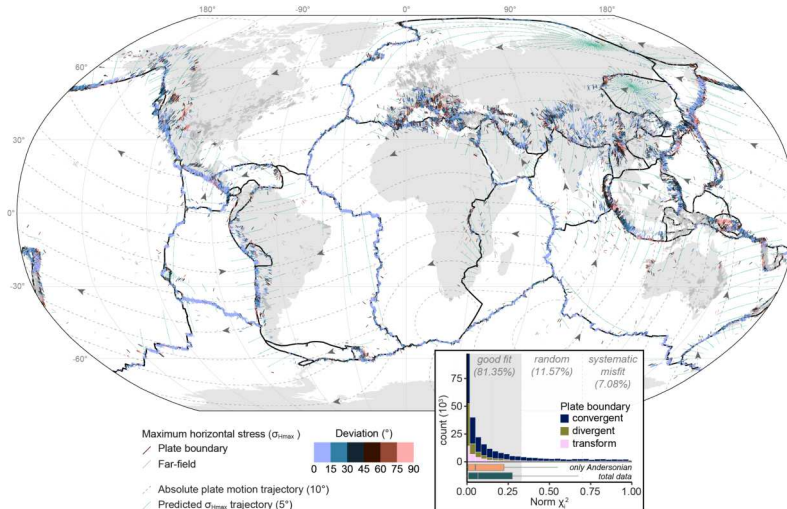 180° -90° 0° 90° 180°
60°
30°
0°
-30°
-60°
good fit (81.35%)
random (11.57%)
systematic misfit (7.08%)
75
50
25
0
count (10³)
Plate boundary
convergent
divergent
transform
only Andersonian
total data
0.00 0.25 0.50 0.75 1.00
Norm χᵢ²
Maximum horizontal stress (σHmax)
Plate boundary
Far-field
Absolute plate motion trajectory (10°)
Predicted σHmax trajectory (5°)
Deviation (°)
0 15 30 45 60 75 90